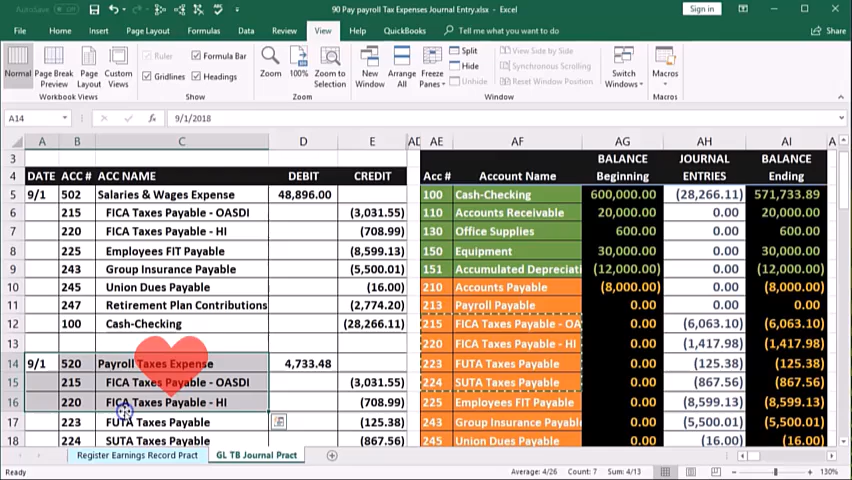 AutoSave Off 90 Pay payroll Tax Expenses Journal Entry.xlsx - Excel Sign in
File Home Insert Page Layout Formulas Data Review View Help QuickBooks Tell me what you want to do Share
Normal Page Break Preview Page Layout Custom Views
Ruler Formula Bar
Gridlines Headings
Zoom 100% Zoom to Selection
New Window Arrange All Freeze Panes
Split
Hide
Unhide
View Side by Side
Synchronous Scrolling
Reset Window Position
Switch Windows Macros
Workbook Views Show Zoom Window Macros
A14 fx 9/1/2018
A B C D E AD AE AF AG AH AI A
3 BALANCE JOURNAL BALANCE
4 DATE ACC # ACC NAME DEBIT CREDIT Acc # Account Name Beginning ENTRIES Ending
5 9/1 502 Salaries & Wages Expense 48,896.00 100 Cash-Checking 600,000.00 (28,266.11) 571,733.89
6 215 FICA Taxes Payable - OASDI (3,031.55) 110 Accounts Receivable 20,000.00 0.00 20,000.00
7 220 FICA Taxes Payable - HI (708.99) 130 Office Supplies 600.00 0.00 600.00
8 225 Employees FIT Payable (8,599.13) 150 Equipment 30,000.00 0.00 30,000.00
9 243 Group Insurance Payable (5,500.01) 151 Accumulated Depreciati (12,000.00) 0.00 (12,000.00)
10 245 Union Dues Payable (16.00) 210 Accounts Payable (8,000.00) 0.00 (8,000.00)
11 247 Retirement Plan Contributions (2,774.20) 213 Payroll Payable 0.00 0.00 0.00
12 100 Cash-Checking (28,266.11) 215 FICA Taxes Payable - OA 0.00 (6,063.10) (6,063.10)
13 220 FICA Taxes Payable - HI 0.00 (1,417.98) (1,417.98)
14 9/1 520 Payroll Taxes Expense 4,733.48 223 FUTA Taxes Payable 0.00 (125.38) (125.38)
15 215 FICA Taxes Payable - OASDI (3,031.55) 224 SUTA Taxes Payable 0.00 (867.56) (867.56)
16 220 FICA Taxes Payable - HI (708.99) 225 Employees FIT Payable 0.00 (8,599.13) (8,599.13)
17 223 FUTA Taxes Payable (125.38) 243 Group Insurance Payable 0.00 (5,500.01) (5,500.01)
18 224 SUTA Taxes Payable (867.56) 245 Union Dues Payable 0.00 (16.00) (16.00)
Register Earnings Record Pract GL TB Journal Pract
Ready Average: 4/26 Count: 7 Sum: 4/13 130%